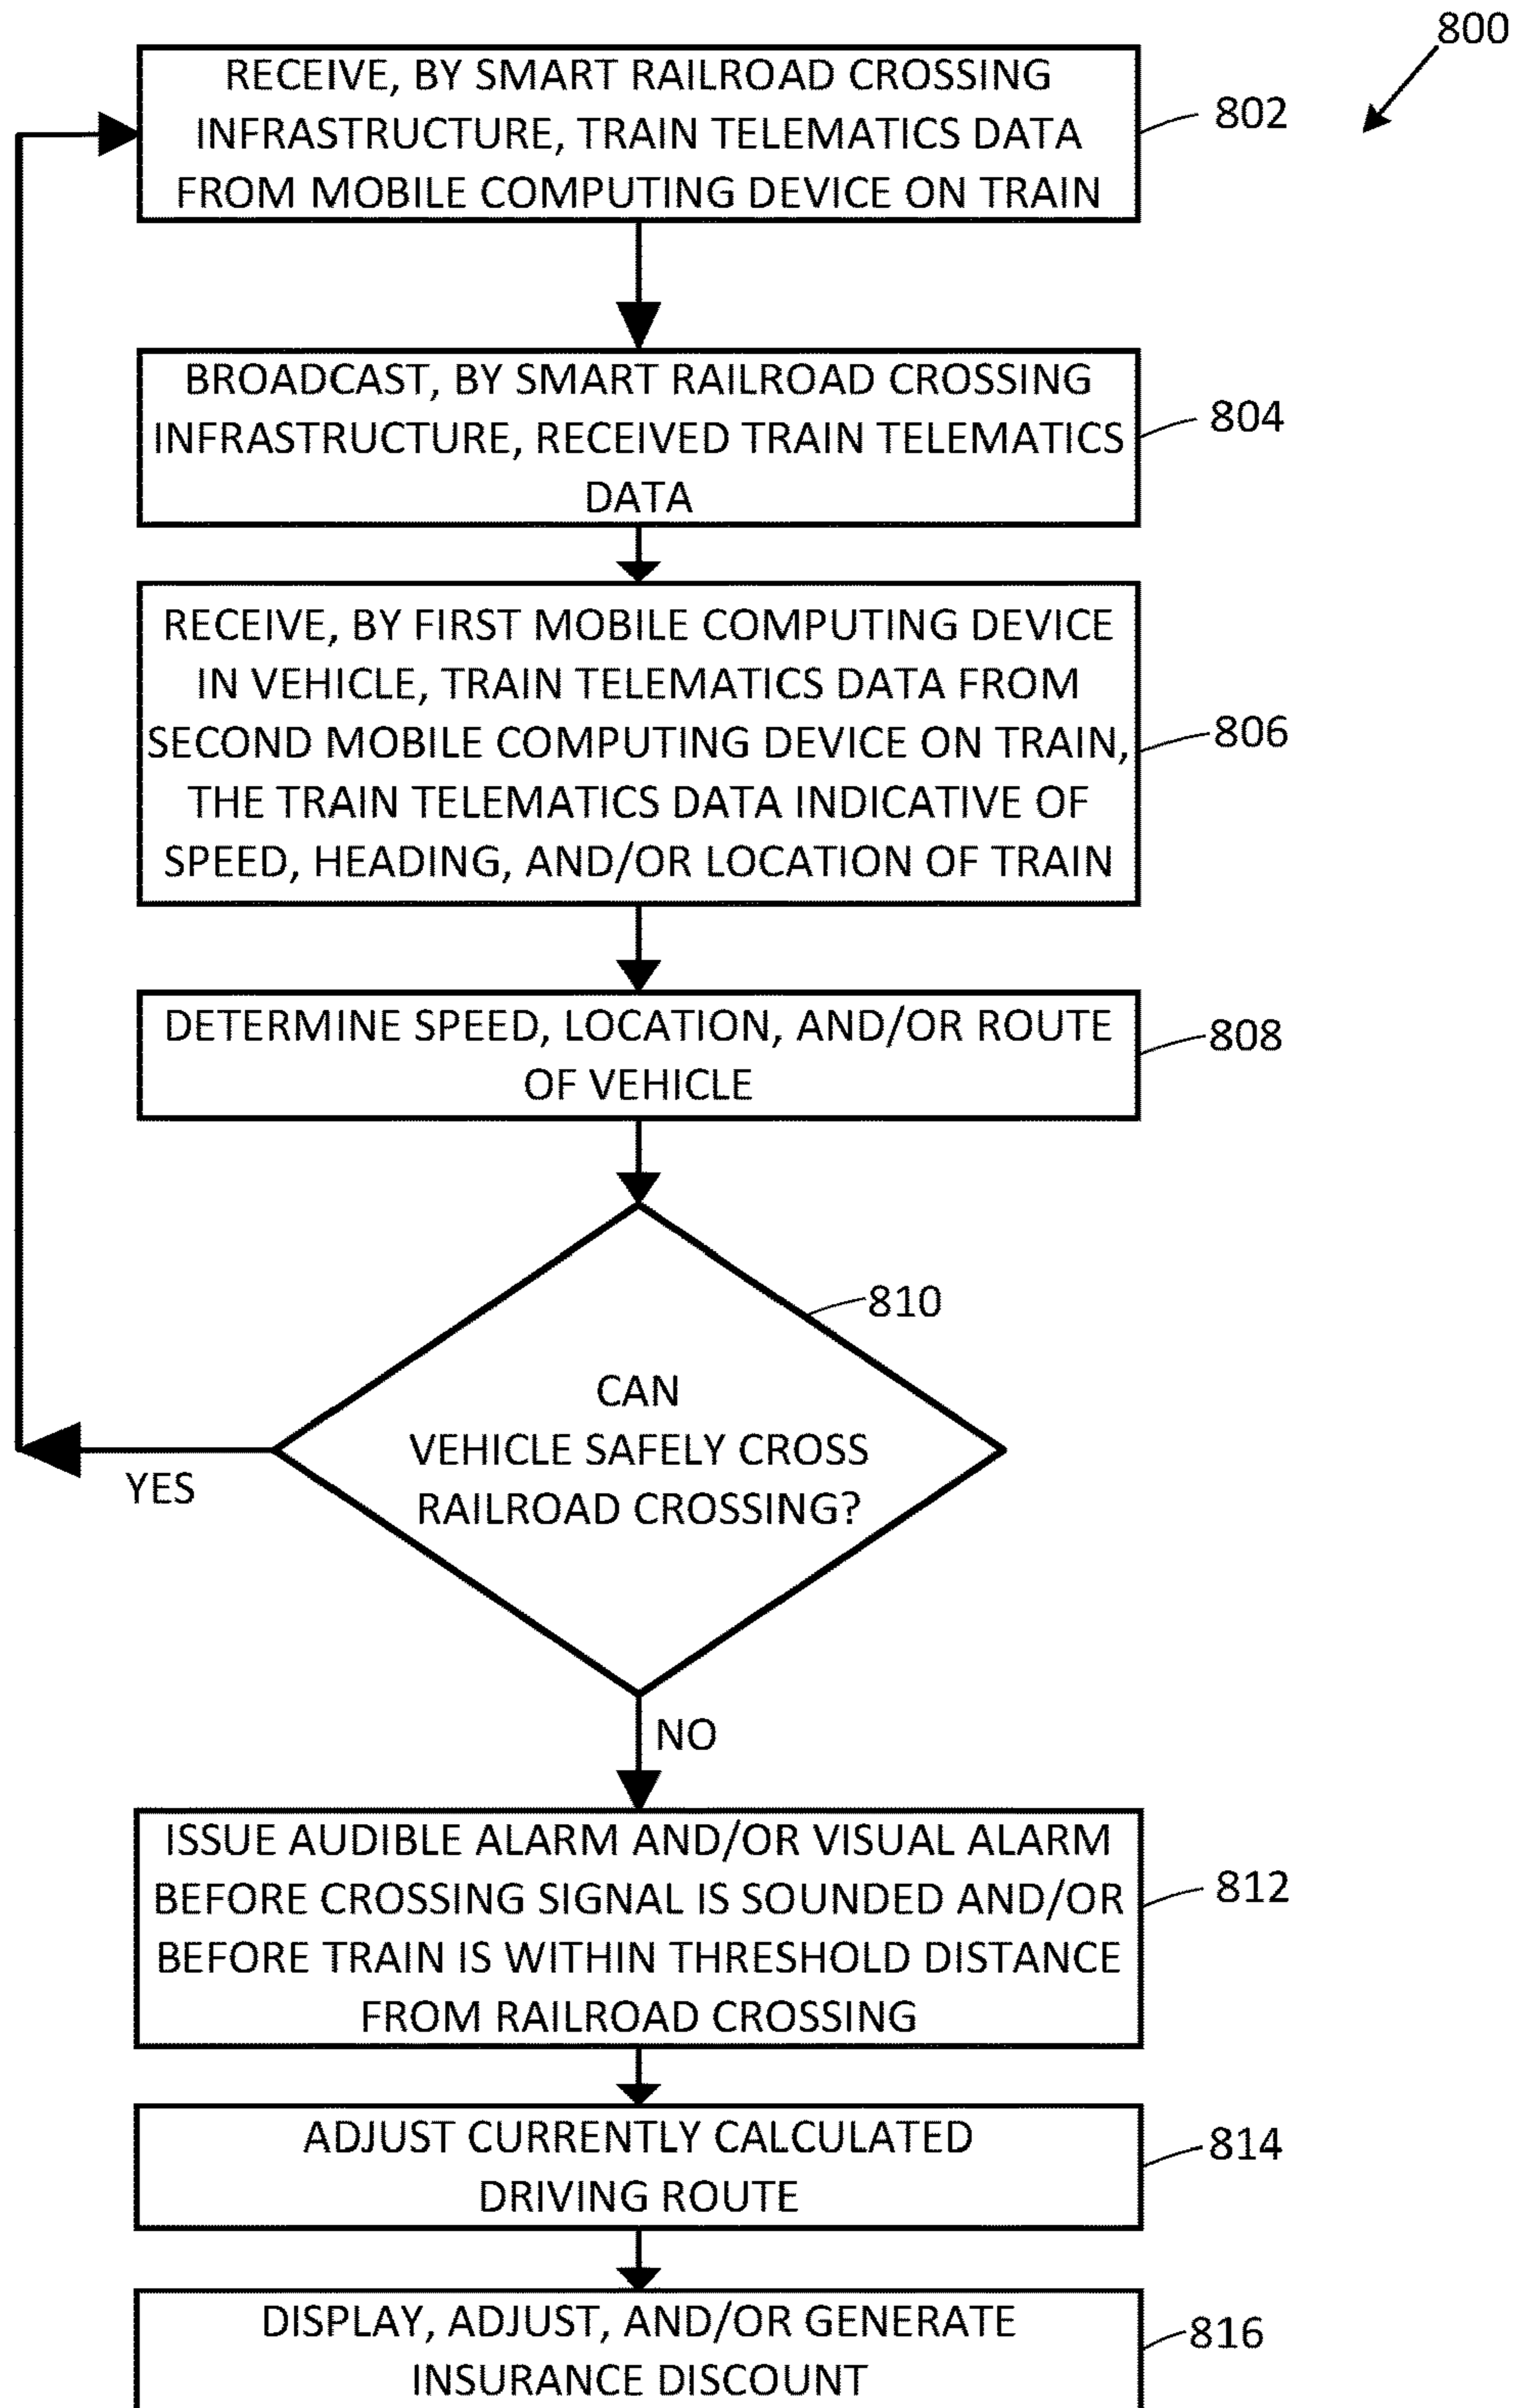 800
RECEIVE, BY SMART RAILROAD CROSSING
INFRASTRUCTURE, TRAIN TELEMATICS DATA
FROM MOBILE COMPUTING DEVICE ON TRAIN
802
BROADCAST, BY SMART RAILROAD CROSSING
INFRASTRUCTURE, RECEIVED TRAIN TELEMATICS
DATA
804
RECEIVE, BY FIRST MOBILE COMPUTING DEVICE
IN VEHICLE, TRAIN TELEMATICS DATA FROM
SECOND MOBILE COMPUTING DEVICE ON TRAIN,
THE TRAIN TELEMATICS DATA INDICATIVE OF
SPEED, HEADING, AND/OR LOCATION OF TRAIN
806
DETERMINE SPEED, LOCATION, AND/OR ROUTE
OF VEHICLE
808
810
CAN
VEHICLE SAFELY CROSS
RAILROAD CROSSING?
YES
NO
ISSUE AUDIBLE ALARM AND/OR VISUAL ALARM
BEFORE CROSSING SIGNAL IS SOUNDED AND/OR
BEFORE TRAIN IS WITHIN THRESHOLD DISTANCE
FROM RAILROAD CROSSING
812
ADJUST CURRENTLY CALCULATED
DRIVING ROUTE
814
DISPLAY, ADJUST, AND/OR GENERATE
INSURANCE DISCOUNT
816